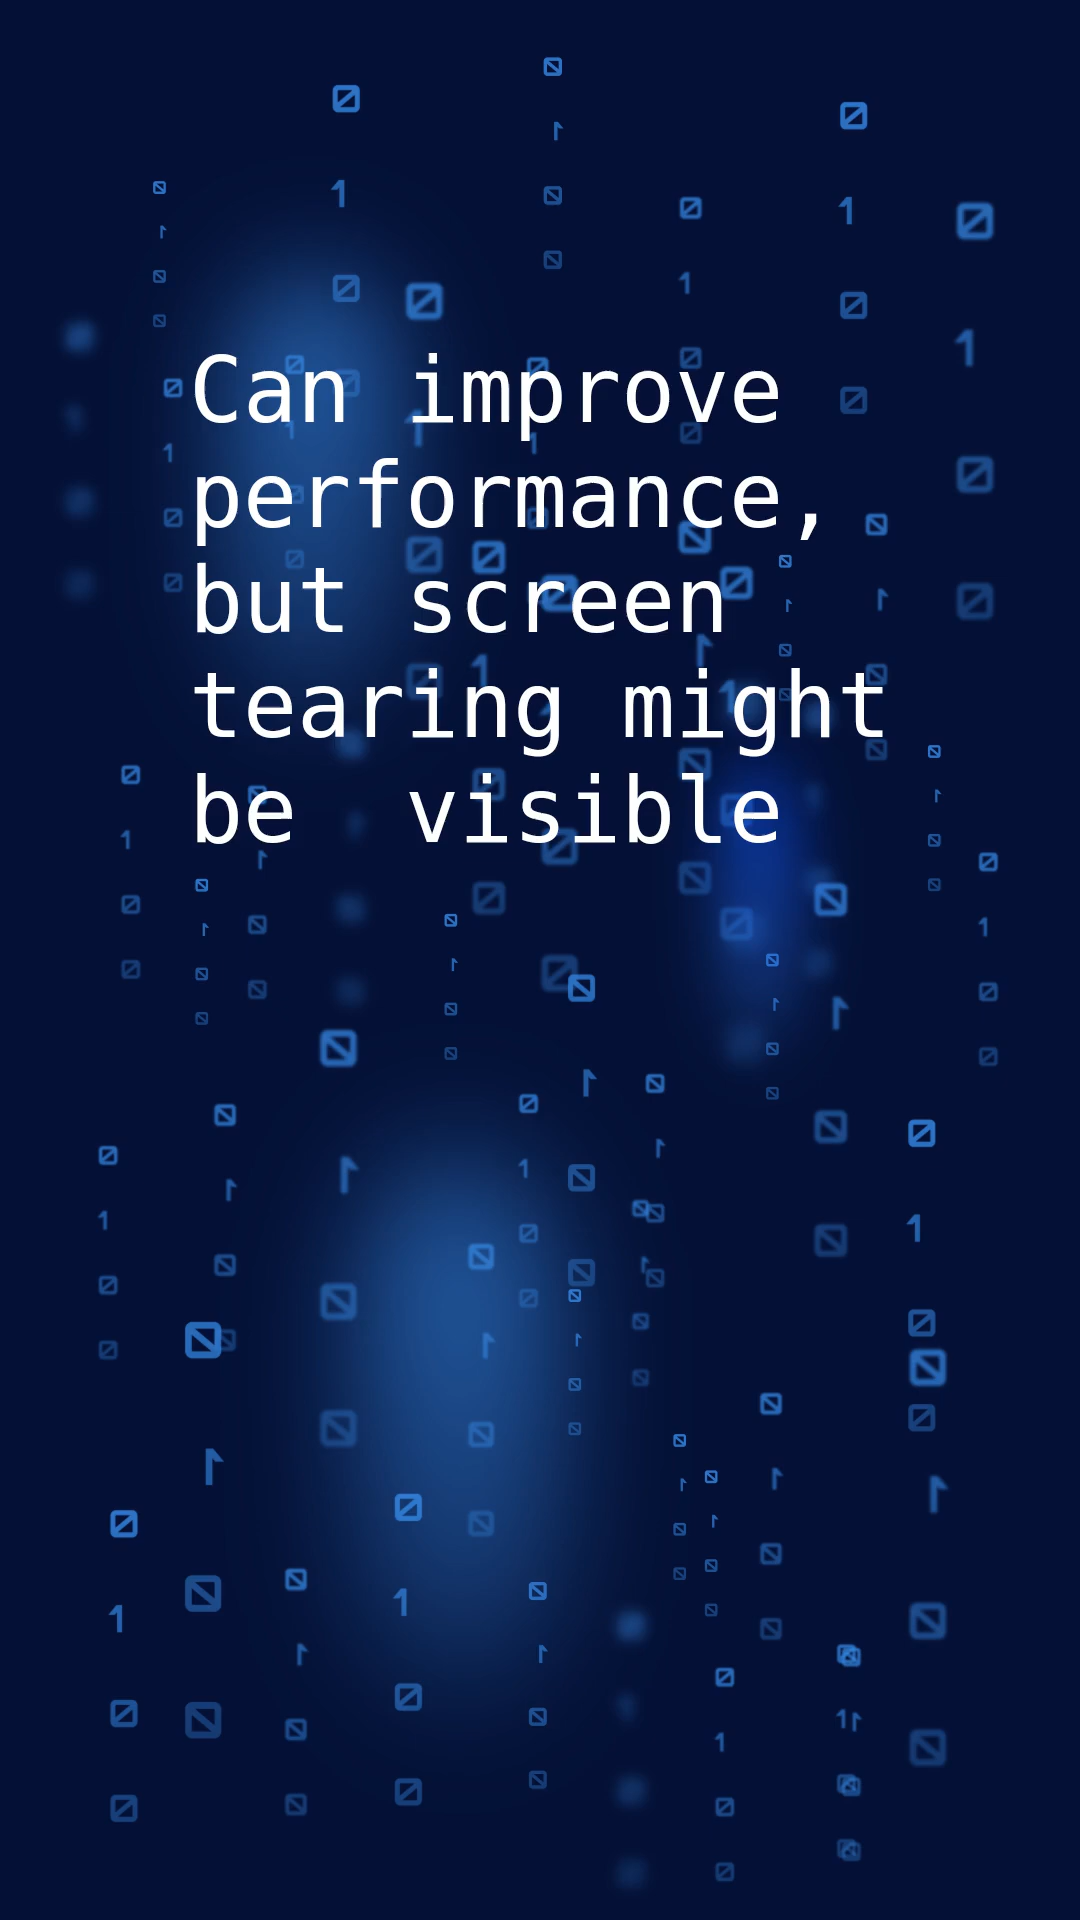 Can improve
performance,
but screen
tearing might
be  visible